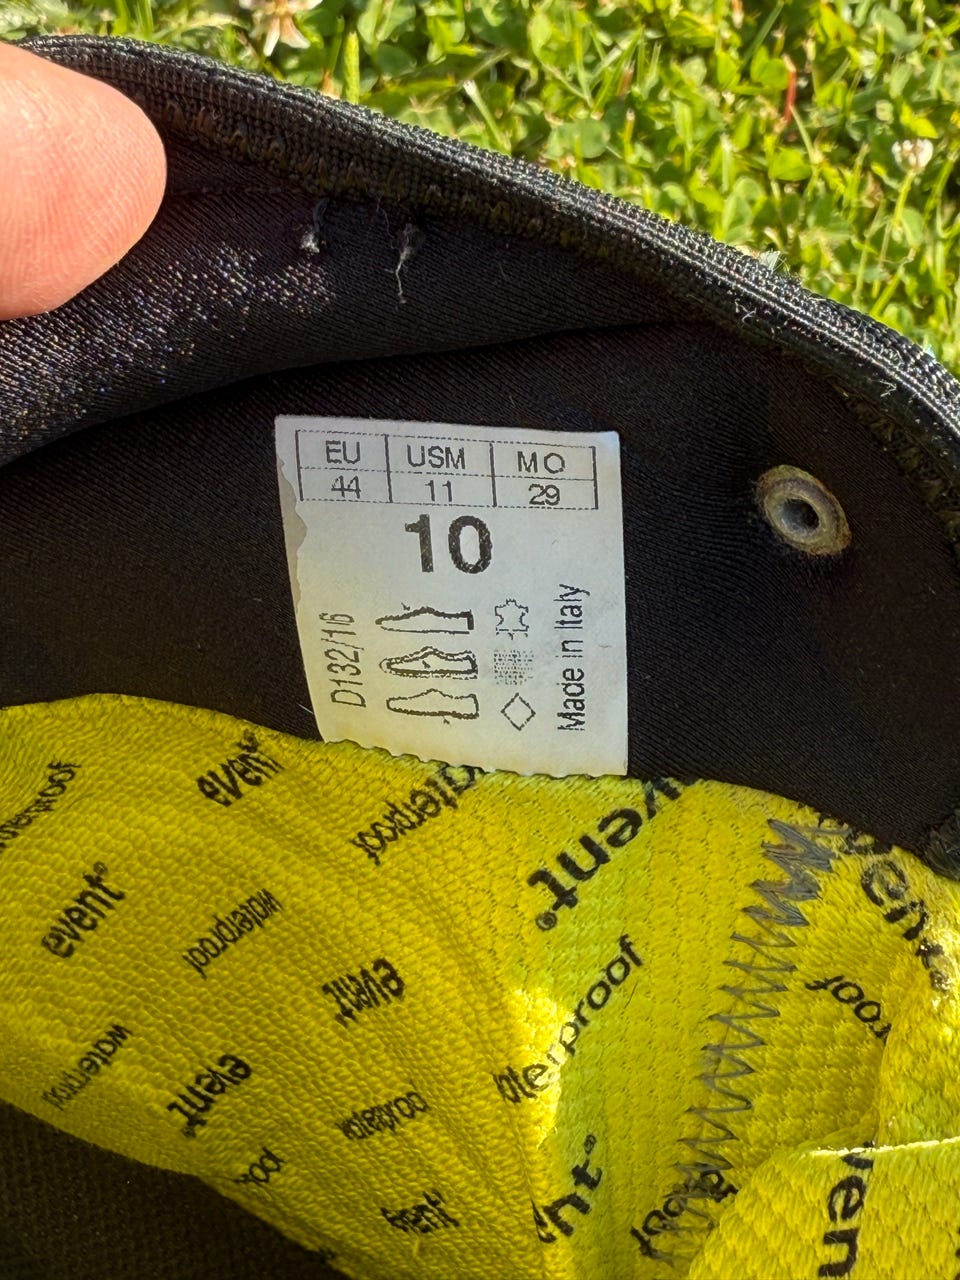 EU USM MO
44 11 29
10
D132/16
Made in Italy
event®
waterproof
event®
waterproof
event®
waterproof
event®
waterproof
event®
waterproof
event®